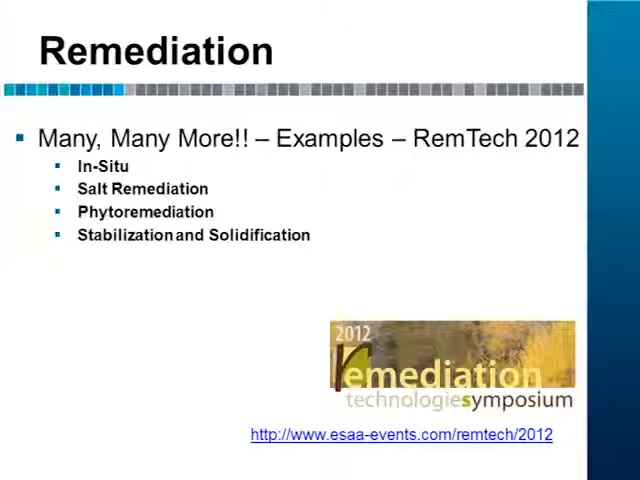 Remediation
Many, Many More!! – Examples – RemTech 2012
In-Situ
Salt Remediation
Phytoremediation
Stabilization and Solidification
2012
remediation
technologiesymposium
http://www.esaa-events.com/remtech/2012